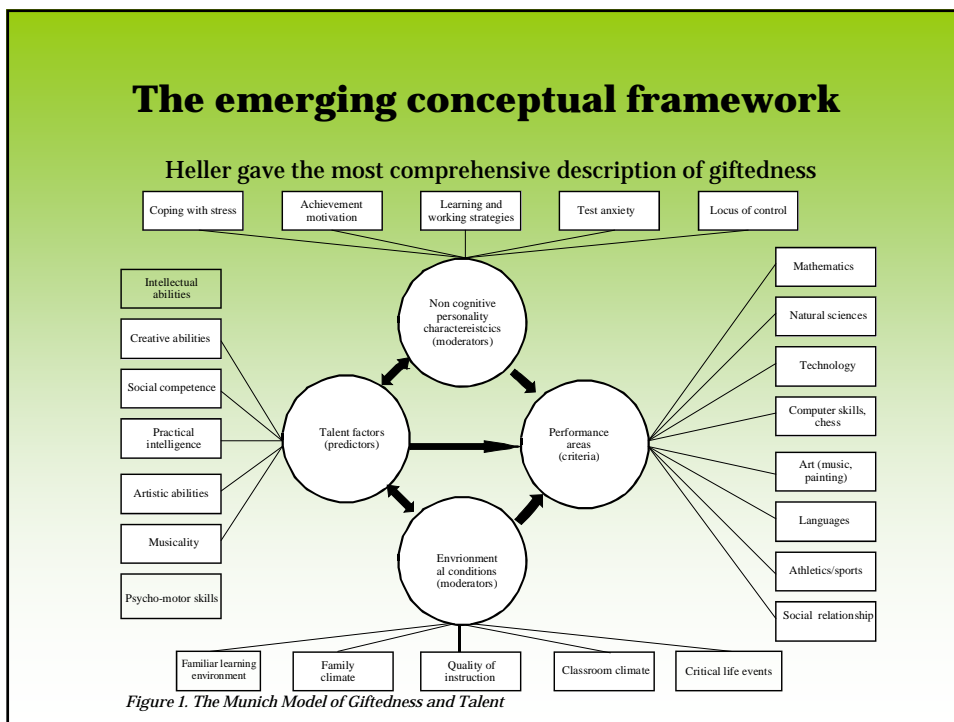 The emerging conceptual framework
Heller gave the most comprehensive description of giftedness
Coping with stress
Achievement
motivation
Learning and
working strategies
Test anxiety
Locus of control
Intellectual
abilities
Creative abilities
Social competence
Practical
intelligence
Artistic abilities
Musicality
Psycho-motor skills
Non cognitive
personality
charactereistcics
(moderators)
Talent factors
(predictors)
Performance
areas
(criteria)
Envrionment
al conditions
(moderators)
Mathematics
Natural sciences
Technology
Computer skills,
chess
Art (music,
painting)
Languages
Athletics/sports
Social relationship
Familiar learning
environment
Family
climate
Quality of
instruction
Classroom climate
Critical life events
Figure 1. The Munich Model of Giftedness and Talent